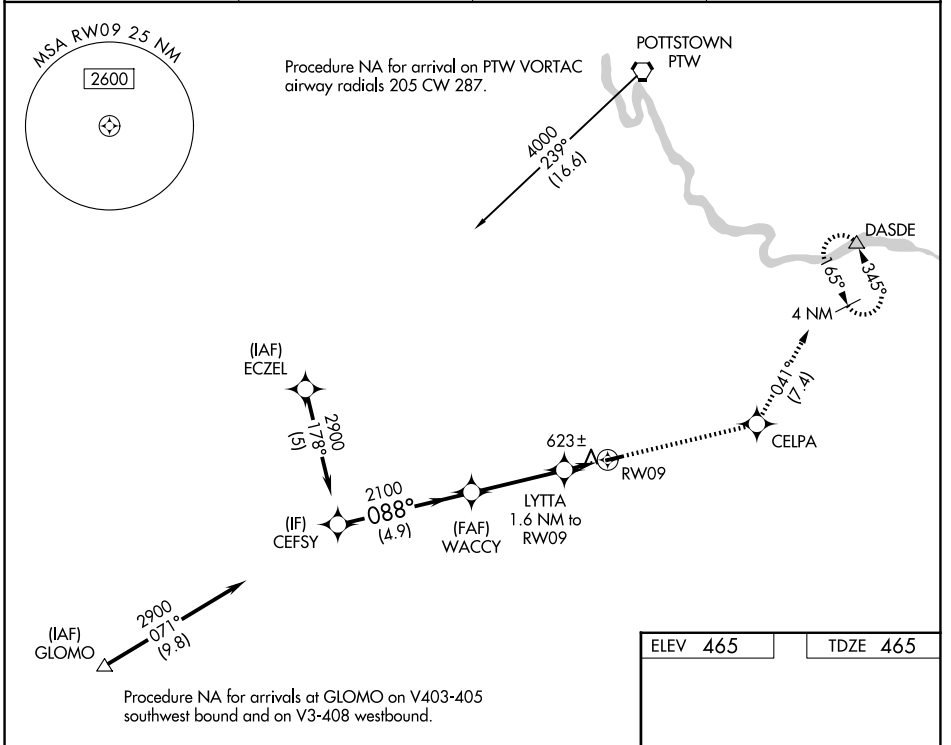 MSA RW09 25 NM
2600
Procedure NA for arrival on PTW VORTAC
airway radials 205 CW 287.
POTTSTOWN
PTW
4000
239°
(16.6)
DASDE
165°
345°
4 NM
041°
(7.4)
CELPA
(IAF)
ECZEL
2900
178°
(5)
623±
RW09
2100
088°
(4.9)
LYTTA
1.6 NM to
RW09
(IF)
CEFSY
(FAF)
WACCY
2900
071°
(9.8)
(IAF)
GLOMO
Procedure NA for arrivals at GLOMO on V403-405
southwest bound and on V3-408 westbound.
ELEV 465
TDZE 465